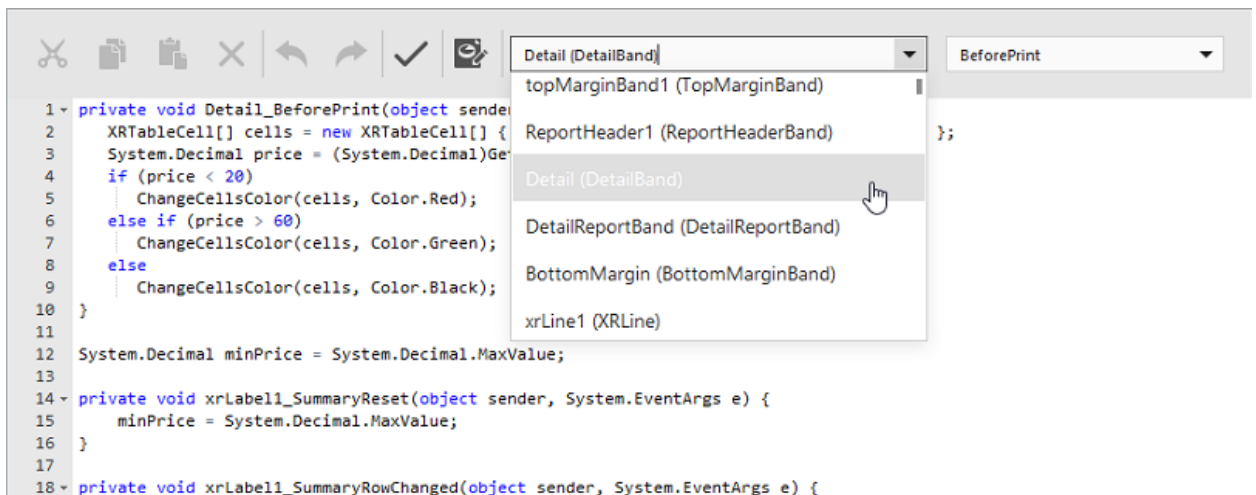 Detail (DetailBand) BeforePrint
topMarginBand1 (TopMarginBand)
ReportHeader1 (ReportHeaderBand)
Detail (DetailBand)
DetailReportBand (DetailReportBand)
BottomMargin (BottomMarginBand)
xrLine1 (XRLine)
1 private void Detail_BeforePrint(object sender
2 XRTableCell[] cells = new XRTableCell[] { };
3 System.Decimal price = (System.Decimal)Get
4 if (price < 20)
5 ChangeCellsColor(cells, Color.Red);
6 else if (price > 60)
7 ChangeCellsColor(cells, Color.Green);
8 else
9 ChangeCellsColor(cells, Color.Black);
10 }
11
12 System.Decimal minPrice = System.Decimal.MaxValue;
13
14 private void xrLabel1_SummaryReset(object sender, System.EventArgs e) {
15 minPrice = System.Decimal.MaxValue;
16 }
17
18 private void xrLabel1_SummaryRowChanged(object sender, System.EventArgs e) {